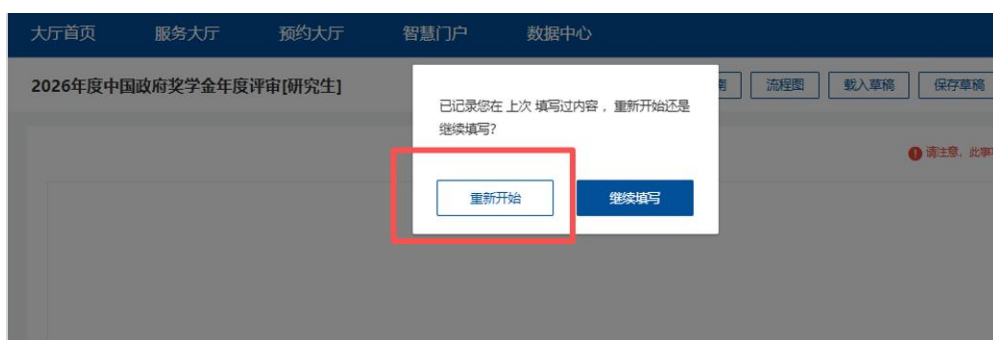 大厅首页 服务大厅 预约大厅 智慧门户 数据中心
2026年度中国政府奖学金年度评审[研究生]
流程图 载入草稿 保存草稿
已记录您在 上次 填写过内容 ，重新开始还是
继续填写?
请注意，此事
重新开始 继续填写